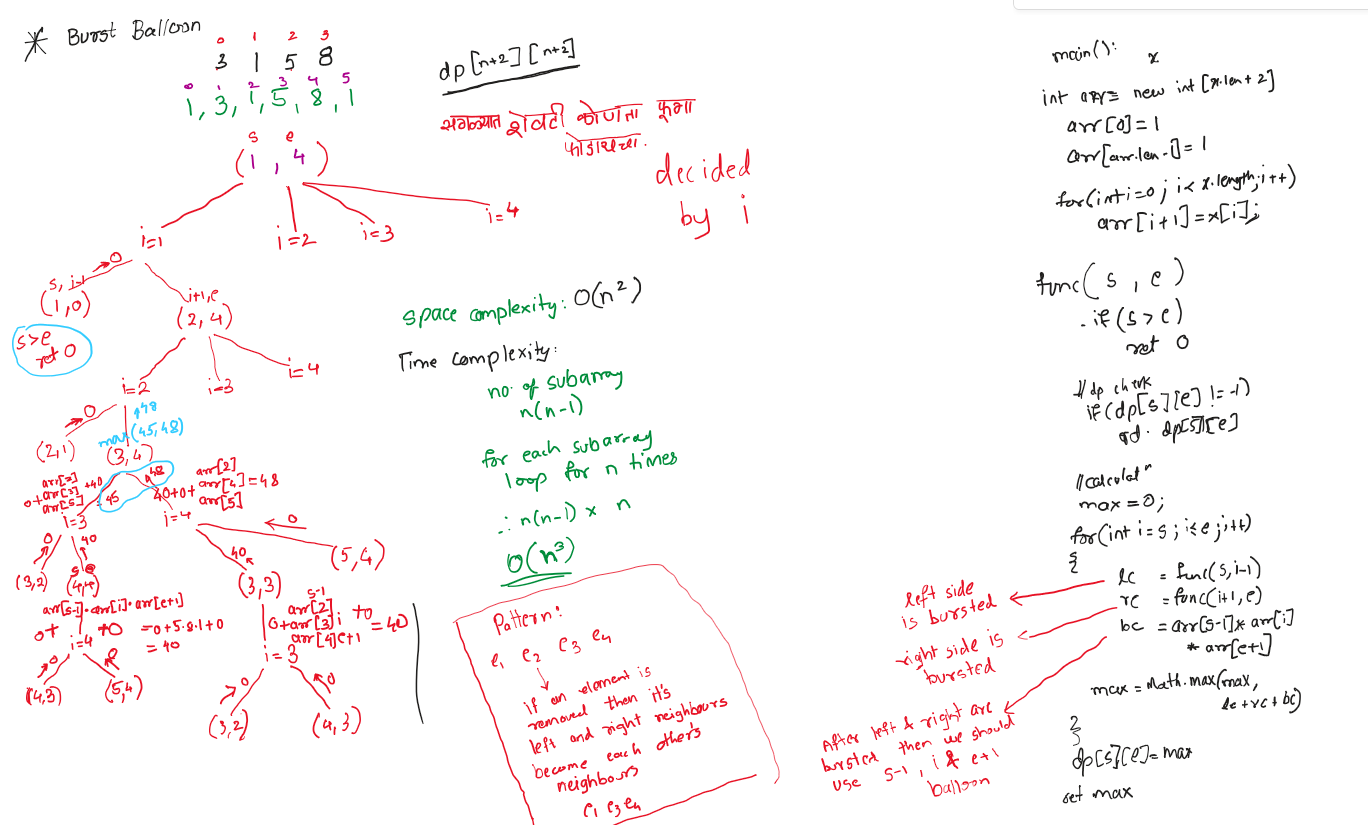 * Burst Balloon
0 1 2 3
3 1 5 8
0 1 2 3 4 5
1, 3, 1, 5, 8, 1
s e
(1, 4)
i=1
i=2
i=3
i=4
0
s, i-1
(1,0)
s>e
ret 0
i+1,e
(2,4)
i=2
i=3
i=4
0
(2,1)
48
max(45,48)
(3,4)
arr[2]
0+arr[3] +40
arr[5] = 45
48
40+0+ arr[2]
arr[4] = 48
arr[5]
i=3
i=4
0
40
(3,2)
s e
(4,4)
40
0
(5,4)
(3,3)
arr[s-1]*arr[i]*arr[e+1]
0+ +0 =0+5*8*1+0
= 40
i=4
0
0
(4,3)
(5,4)
s-1
arr[2]
0+arr[3]i +0 = 40
arr[4]e+1
i=3
0
0
(3,2)
(4,3)
dp[n+2][n+2]
सगळ्यात शेवटी कोणता फूगा
फोडायचा.
decided
by i
space complexity: O(n²)
Time complexity:
no. of subarray
n(n-1)
for each subarray
loop for n times
∴ n(n-1) x n
O(n³)
Pattern:
e1 e2 e3 e4
if an element is
removed then it's
left and right neighbours
become each other's
neighbours
e1 e3 e4
main():
x
int arr = new int [x.len+2]
arr[0]=1
arr[arr.len-1]=1
for(int i=0; i<x.length; i++)
arr[i+1]=x[i];
func(s, e)
if(s>e)
ret 0
//dp check
if(dp[s][e] != -1)
rd. dp[s][e]
//calculatⁿ
max=0;
for(int i=s; i≤e; i++)
{
lc = func(s,i-1)
rc = func(i+1,e)
bc = arr[s-1]* arr[i]
* arr[e+1]
max = Math.max(max,
lc+rc+bc)
}
dp[s][e]=max
ret max
left side
is bursted
right side is
bursted
After left & right are
bursted then we should
use s-1, i & e+1
balloon